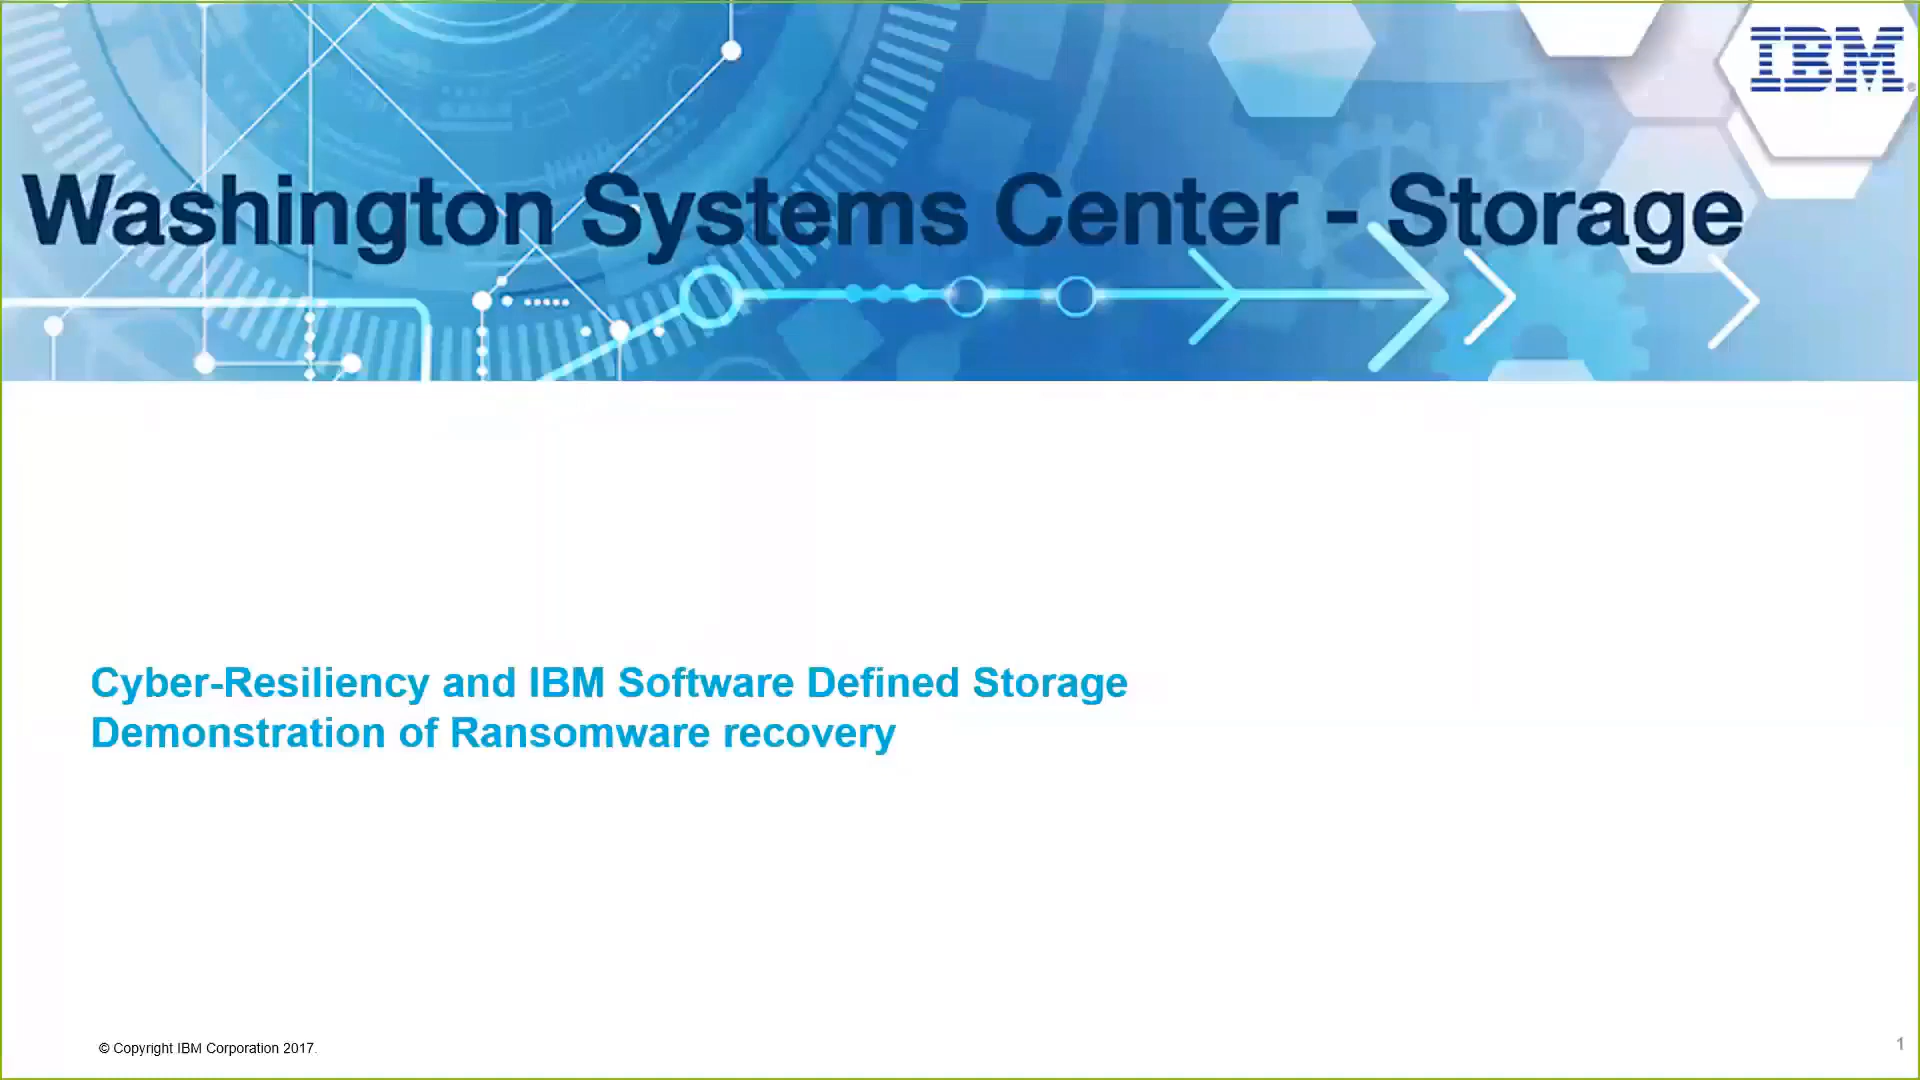 IBM®
Washington Systems Center - Storage
Cyber-Resiliency and IBM Software Defined Storage
Demonstration of Ransomware recovery
© Copyright IBM Corporation 2017.
1